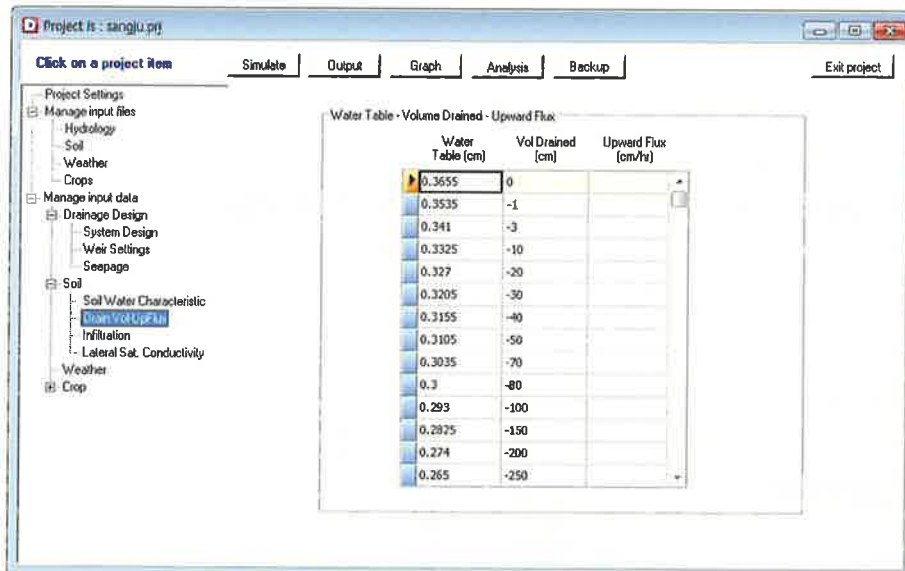 Project is : sangju.prj
Click on a project item
Simulate Output Graph Analysis Backup Exit project
Project Settings
Manage input files
Hydrology
Soil
Weather
Crops
Manage input data
Drainage Design
System Design
Weir Settings
Seepage
Soil
Soil Water Characteristic
Drain Vol-UpFlux
Infiltration
Lateral Sat. Conductivity
Weather
Crop
Water Table - Volume Drained - Upward Flux
Water Table (cm) Vol Drained (cm) Upward Flux (cm/hr)
0.3655 0
0.3535 -1
0.341 -3
0.3325 -10
0.327 -20
0.3205 -30
0.3155 -40
0.3105 -50
0.3035 -70
0.3 -80
0.293 -100
0.2825 -150
0.274 -200
0.265 -250